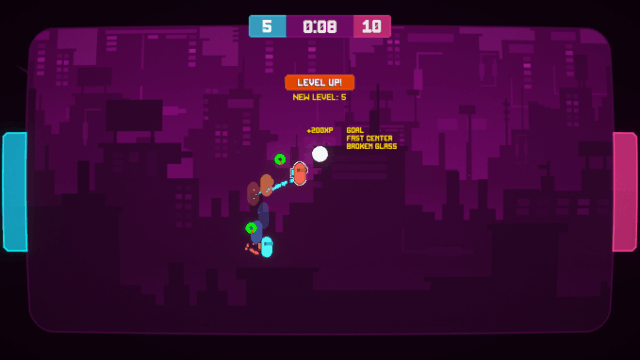 5 0:08 10
LEVEL UP!
NEW LEVEL: 5
+200XP GOAL
FAST CENTER
BROKEN GLASS